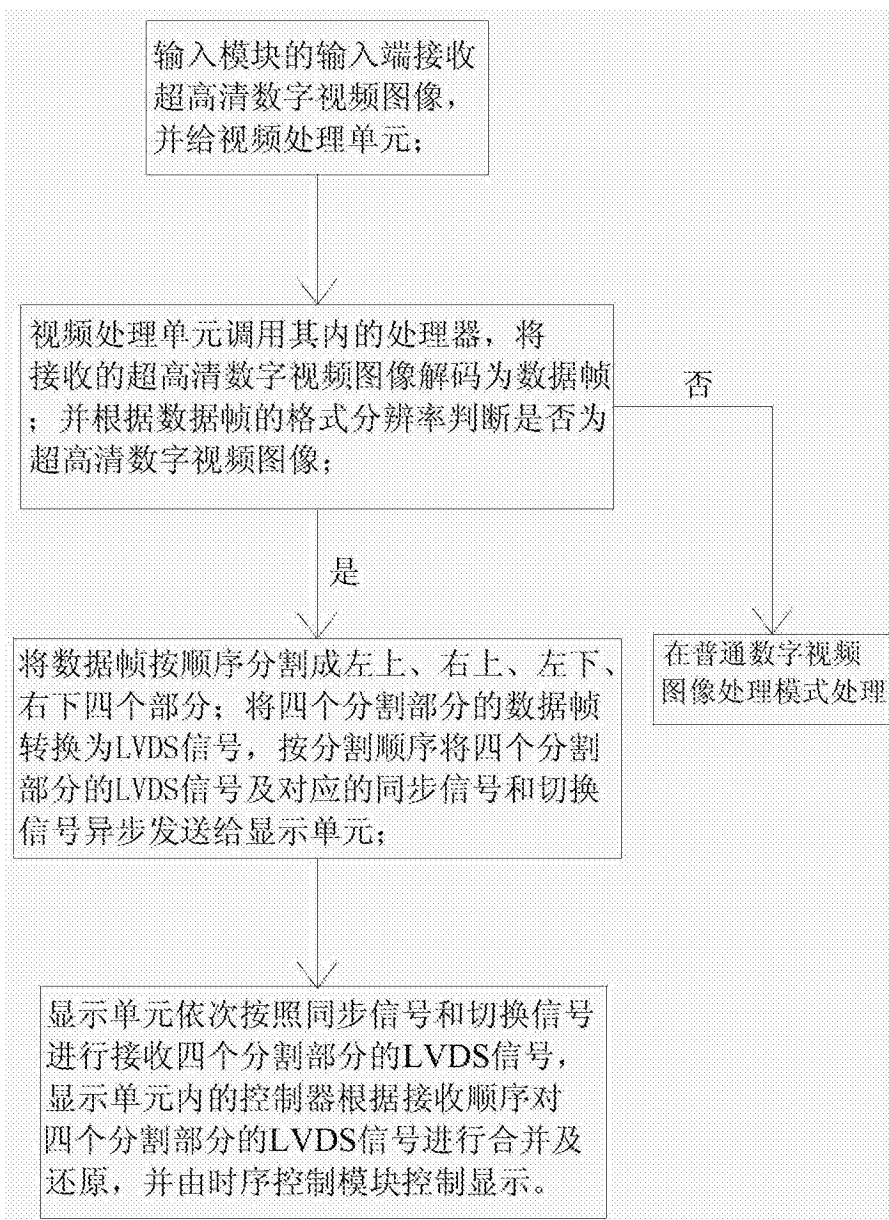 输入模块的输入端接收
超高清数字视频图像，
并给视频处理单元；
视频处理单元调用其内的处理器，将
接收的超高清数字视频图像解码为数据帧
；并根据数据帧的格式分辨率判断是否为
超高清数字视频图像；
否
是
将数据帧按顺序分割成左上、右上、左下、
右下四个部分；将四个分割部分的数据帧
转换为LVDS信号，按分割顺序将四个分割
部分的LVDS信号及对应的同步信号和切换
信号异步发送给显示单元；
在普通数字视频
图像处理模式处理
显示单元依次按照同步信号和切换信号
进行接收四个分割部分的LVDS信号，
显示单元内的控制器根据接收顺序对
四个分割部分的LVDS信号进行合并及
还原，并由时序控制模块控制显示。